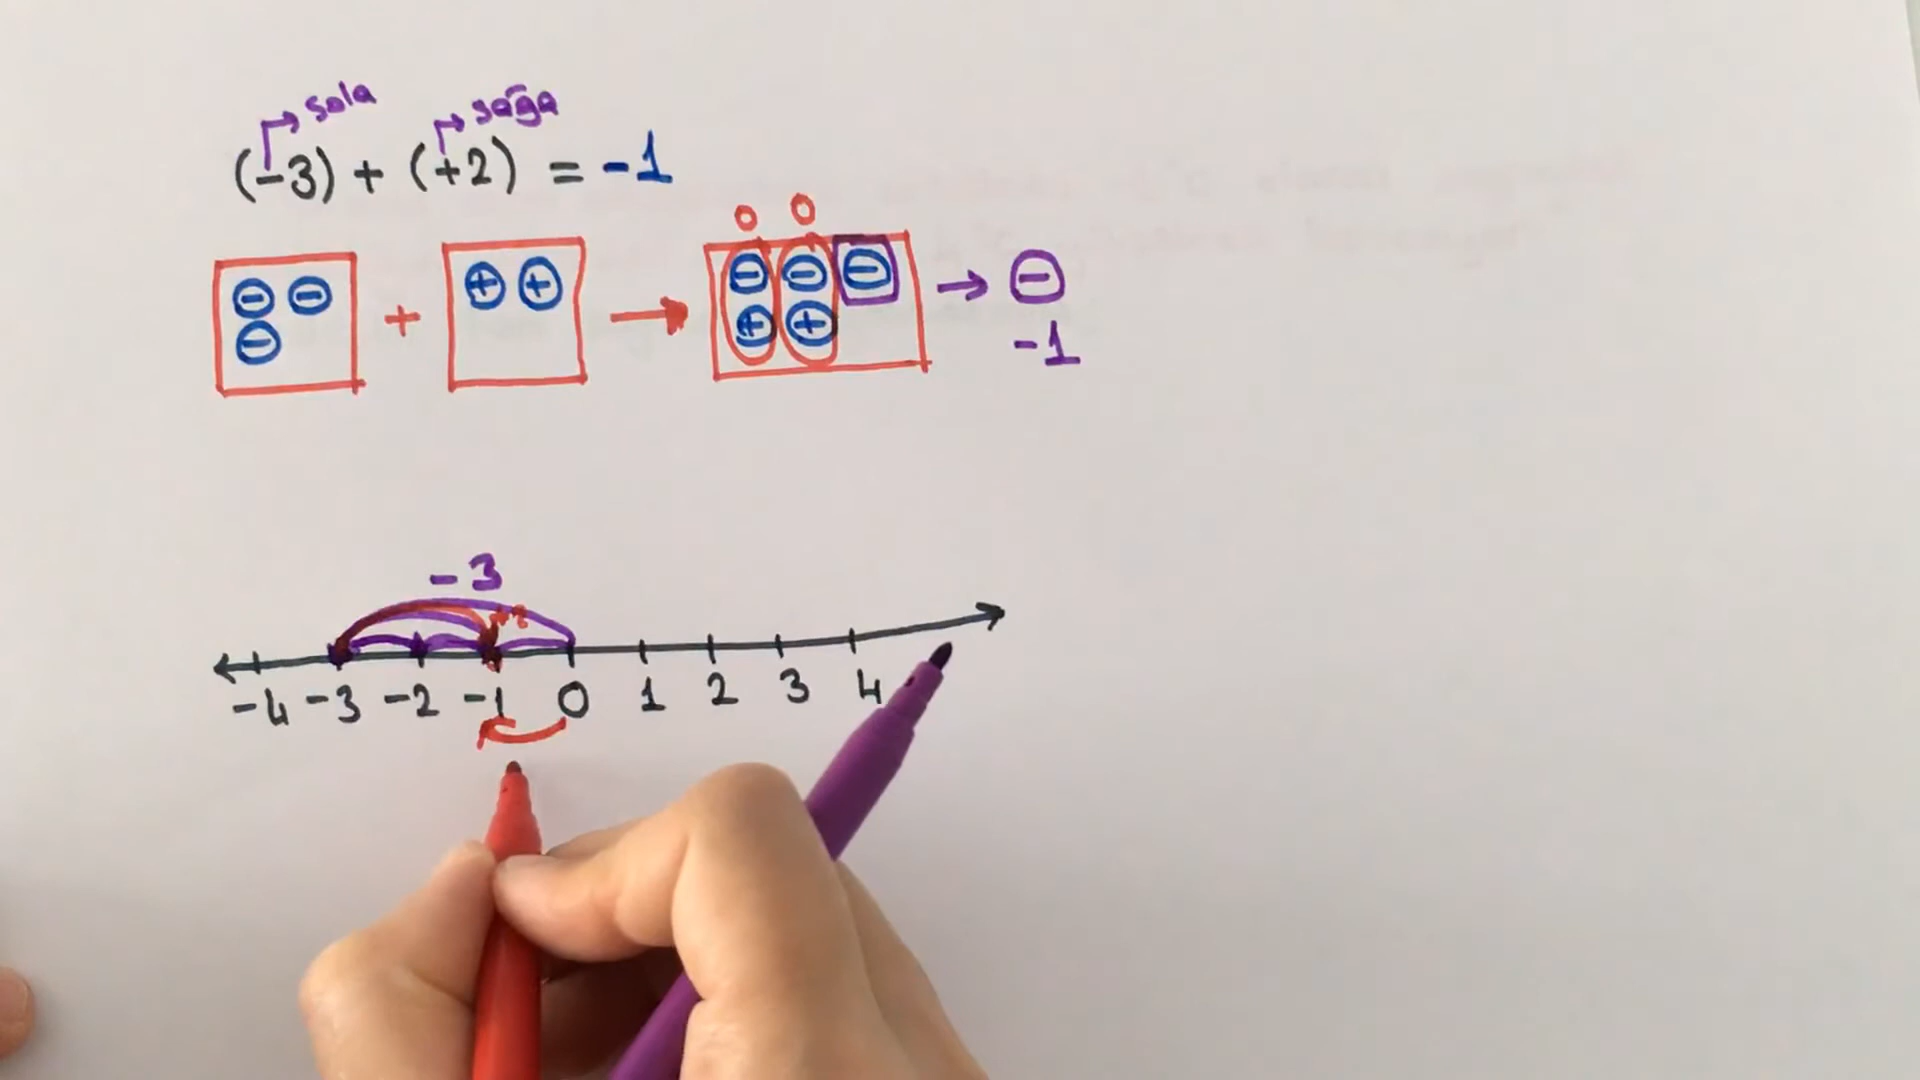 sola sağa
(-3) + (+2) = -1
0 0
- - + + + - - - → -
- + +
-1
-3
-4 -3 -2 -1 0 1 2 3 4